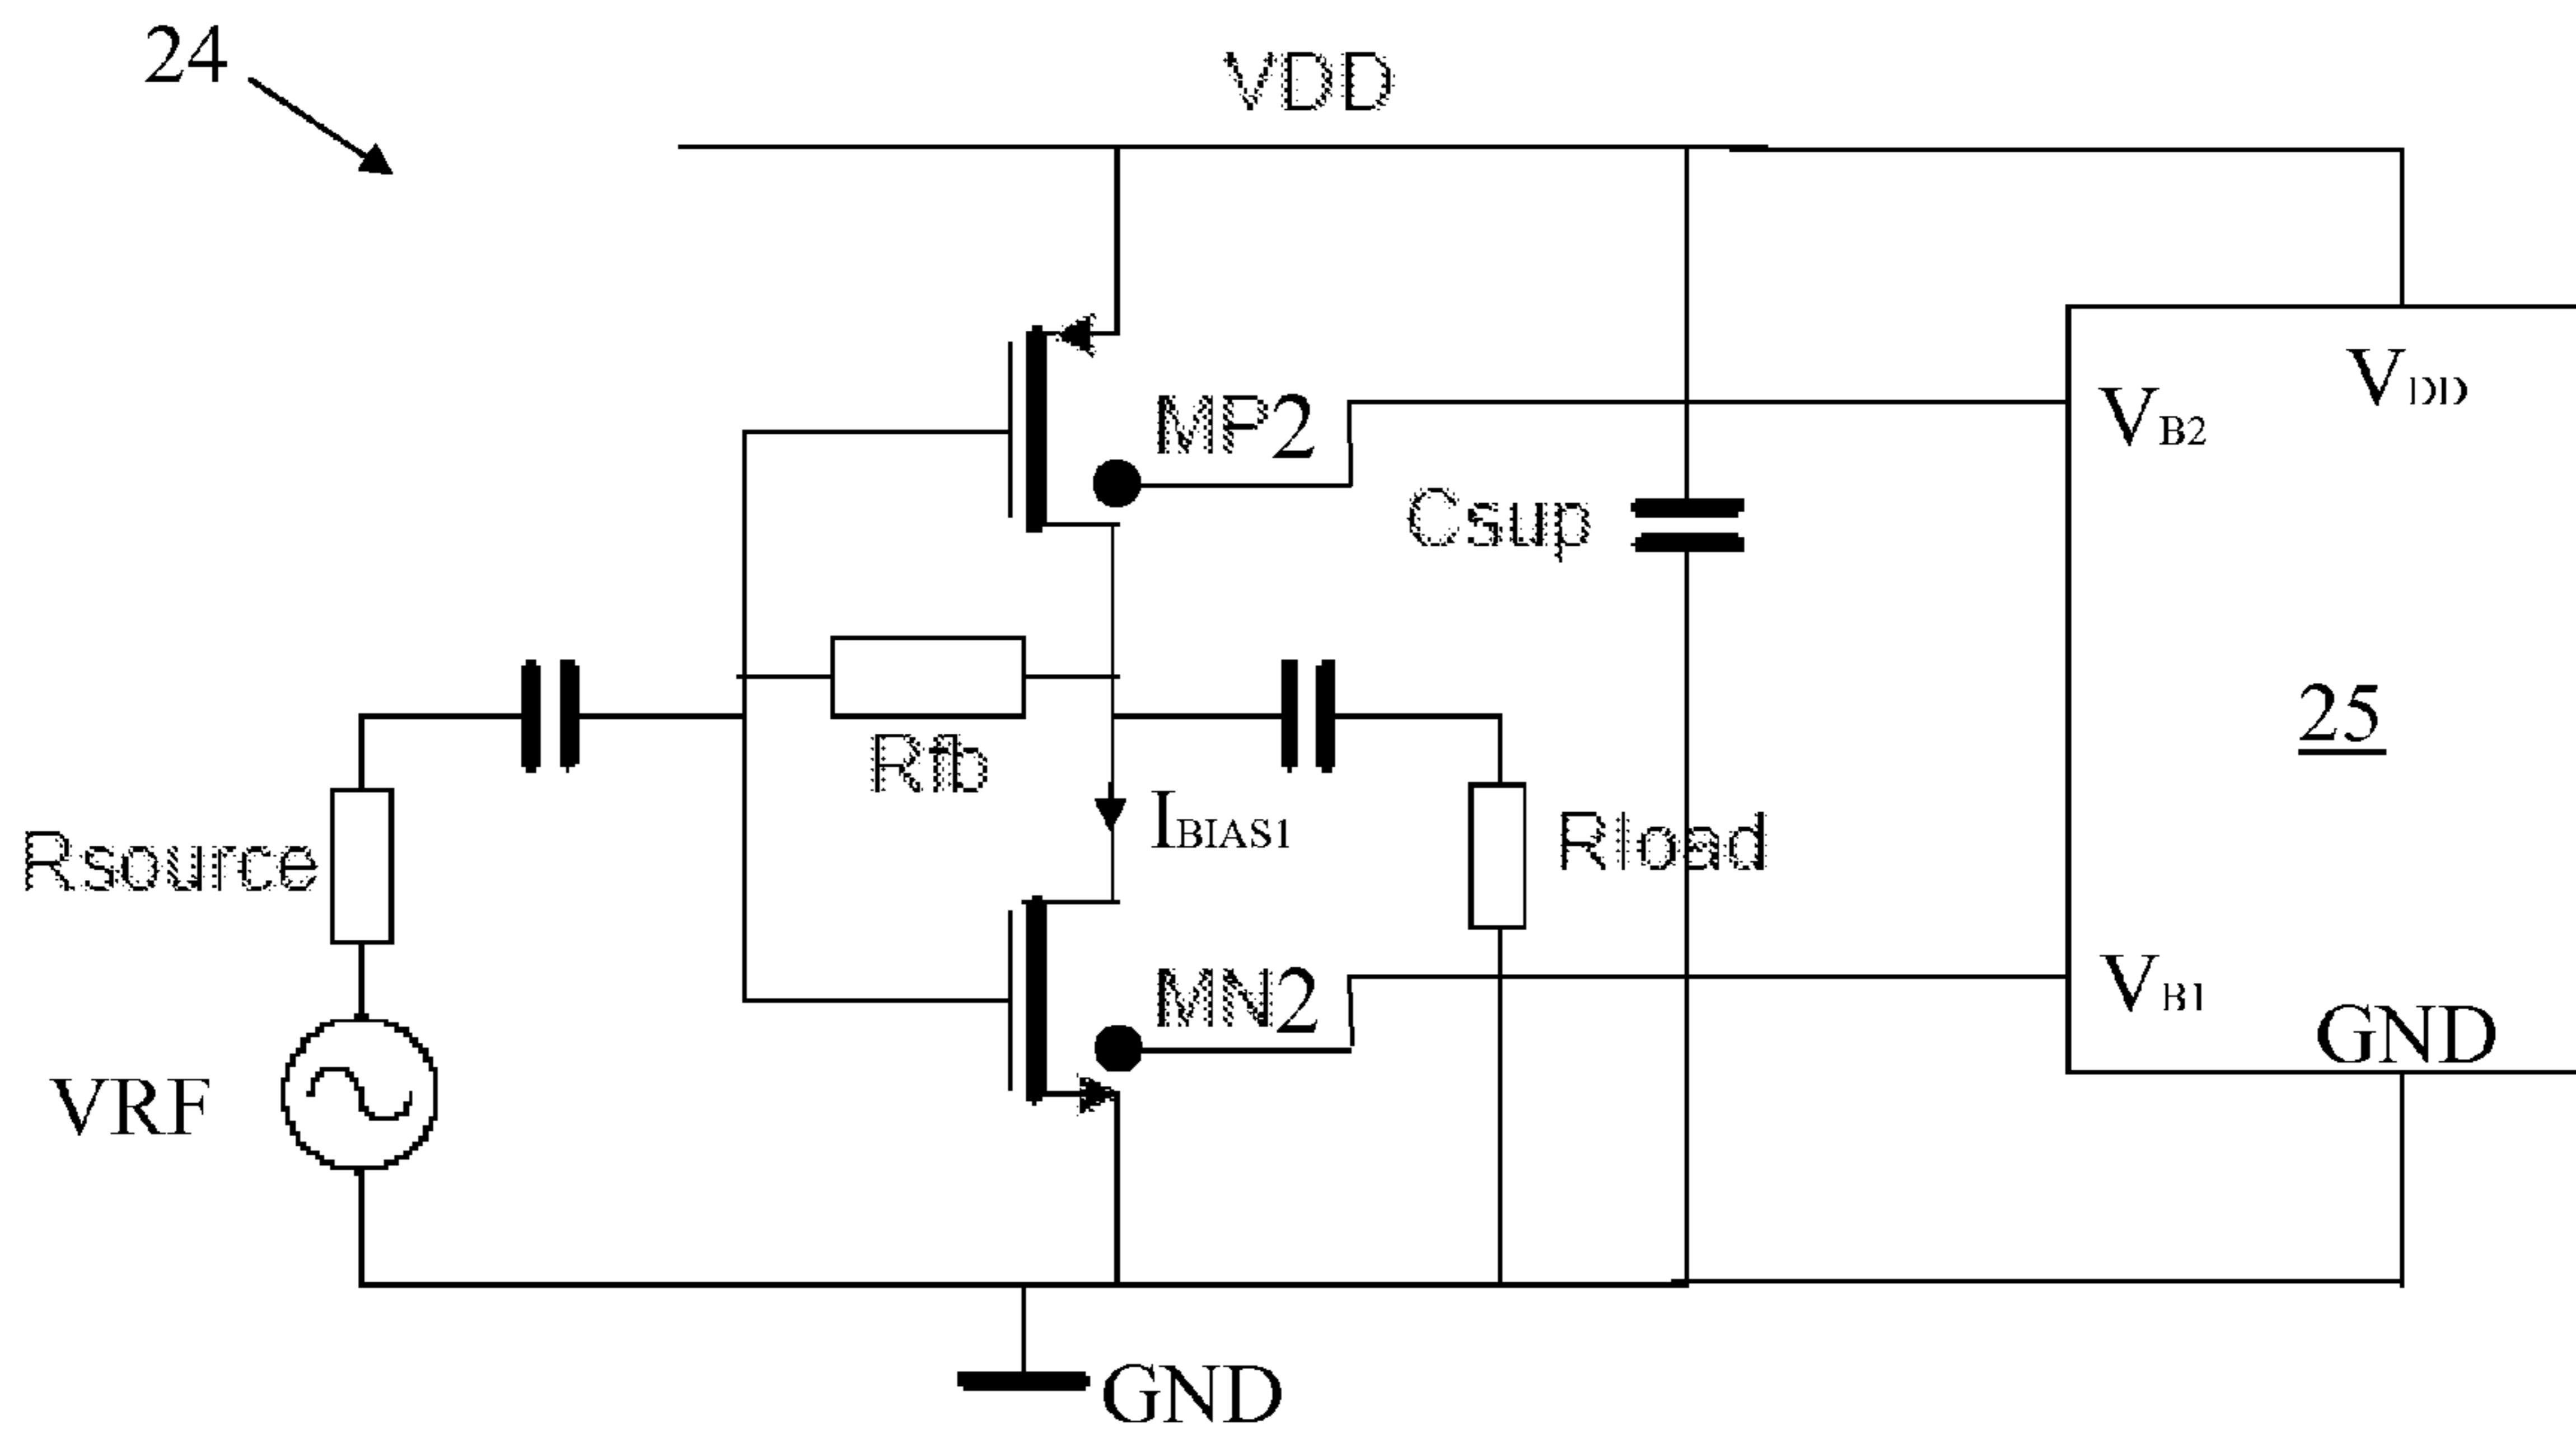 24
VDD
MP2
VB2
VDD
Csup
25
Rfb
IBIAS1
Rload
Rsource
MN2
VB1
GND
VRF
GND